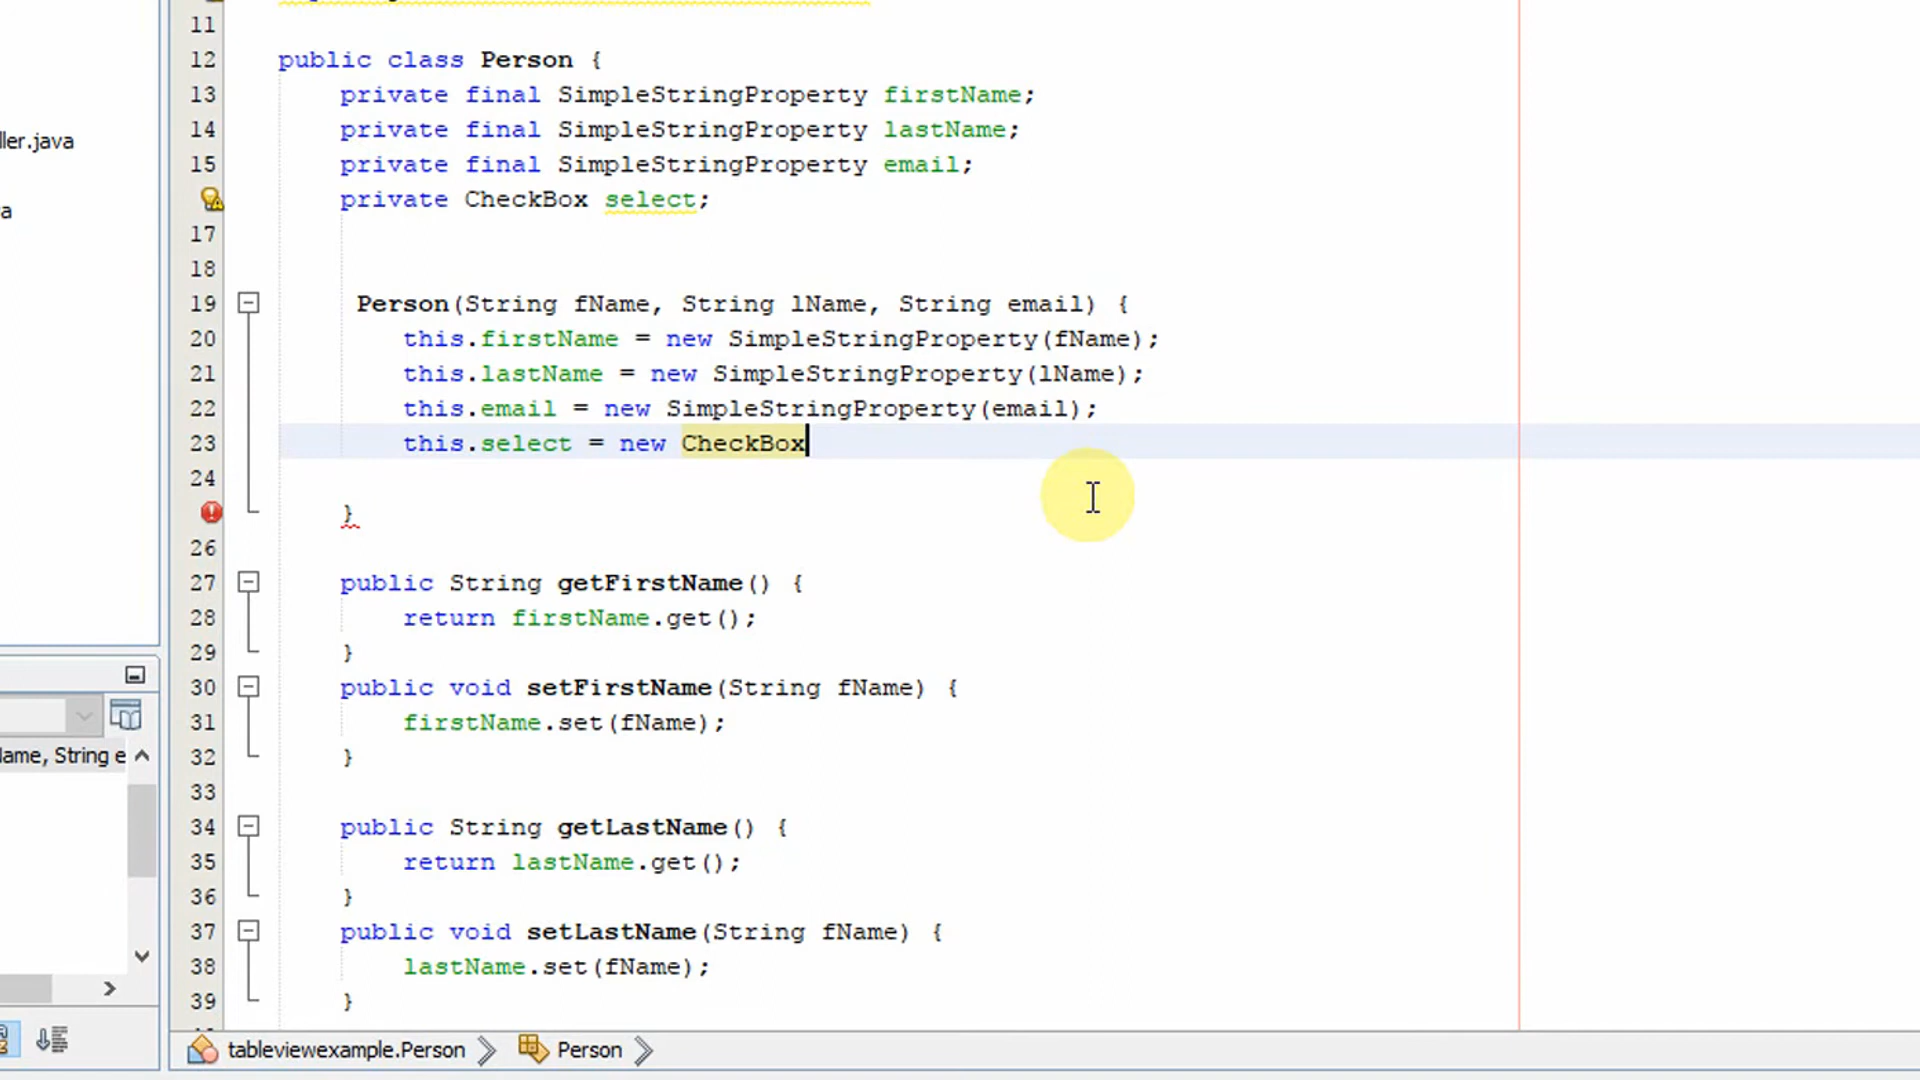 11
12 public class Person {
13 private final SimpleStringProperty firstName;
14 private final SimpleStringProperty lastName;
ller.java
15 private final SimpleStringProperty email;
private CheckBox select;
a
17
18
19 Person(String fName, String lName, String email) {
20 this.firstName = new SimpleStringProperty(fName);
21 this.lastName = new SimpleStringProperty(lName);
22 this.email = new SimpleStringProperty(email);
23 this.select = new CheckBox
24
}
26
27 public String getFirstName() {
28 return firstName.get();
29 }
30 public void setFirstName(String fName) {
31 firstName.set(fName);
ame, String e
32 }
33
34 public String getLastName() {
35 return lastName.get();
36 }
37 public void setLastName(String fName) {
38 lastName.set(fName);
39 }
tableviewexample.Person
Person